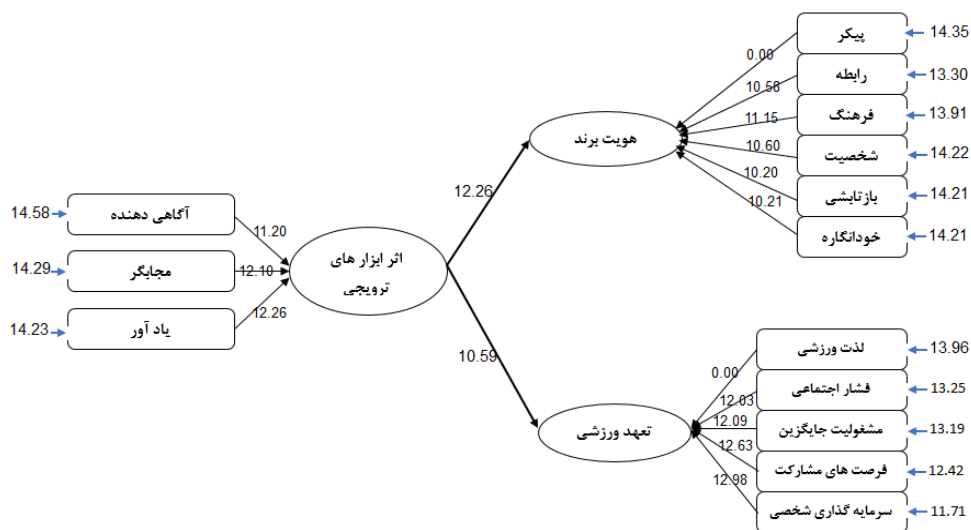 پیکر
14.35
0.00
رابطه
13.30
10.58
فرهنگ
13.91
11.15
هویت برند
شخصیت
14.22
10.60
بازتابشی
14.21
10.20
خودانگاره
14.21
10.21
12.26
آگاهی دهنده
14.58
11.20
مجابگر
14.29
12.10
یاد آور
14.23
12.26
اثر ابزار های
ترویجی
10.59
لذت ورزشی
13.96
0.00
فشار اجتماعی
13.25
12.03
مشغولیت جایگزین
13.19
12.09
تعهد ورزشی
فرصت های مشارکت
12.42
12.63
سرمایه گذاری شخصی
11.71
12.98